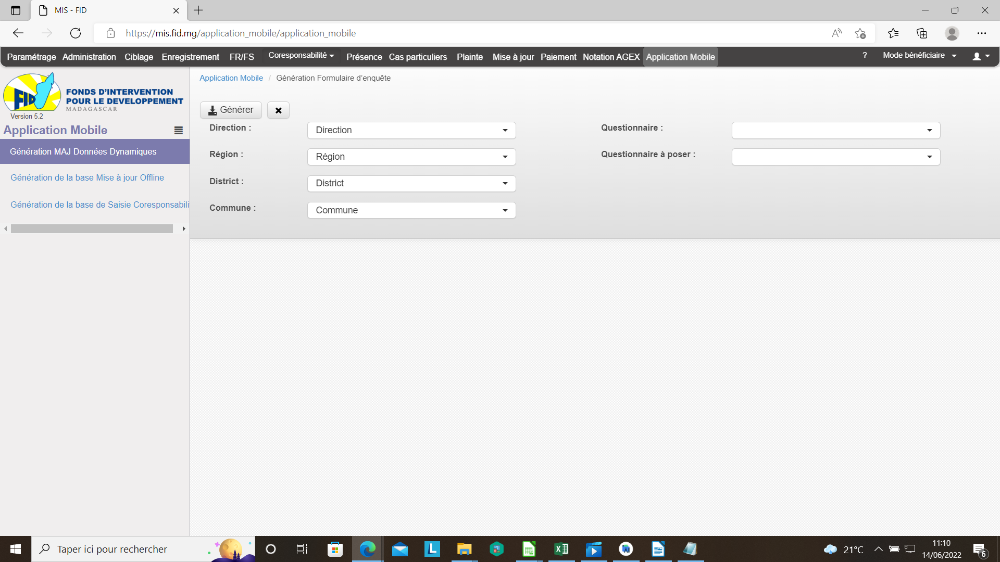 MIS - FID
https://mis.fid.mg/application_mobile/application_mobile
Paramétrage Administration Ciblage Enregistrement FR/FS Coresponsabilité Présence Cas particuliers Plainte Mise à jour Paiement Notation AGEX Application Mobile ? Mode bénéficiaire
FID
FONDS D'INTERVENTION
POUR LE DEVELOPPEMENT
MADAGASCAR
Version 5.2
Application Mobile
Génération MAJ Données Dynamiques
Génération de la base Mise à jour Offline
Génération de la base de Saisie Coresponsabili
Application Mobile / Génération Formulaire d'enquête
Générer
Direction : Direction
Questionnaire :
Région : Région
Questionnaire à poser :
District : District
Commune : Commune
Taper ici pour rechercher
21°C
11:10
14/06/2022
6